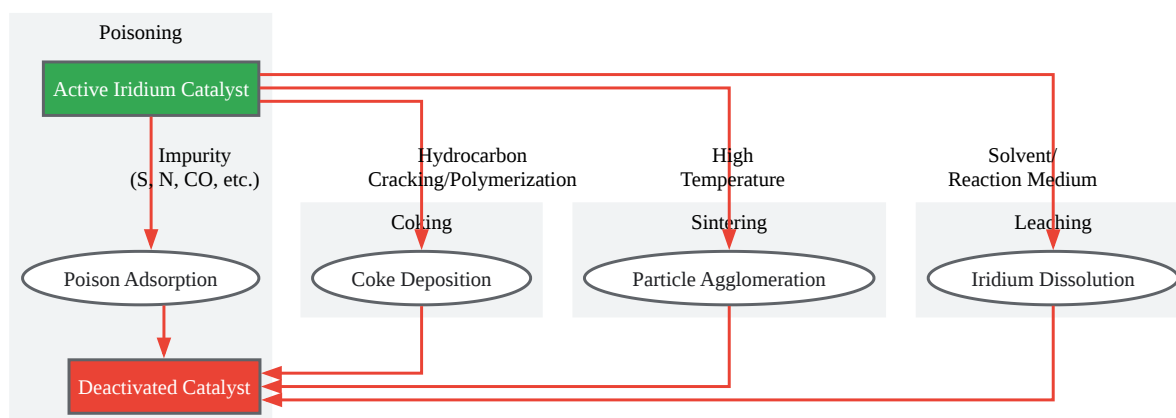 Poisoning
Active Iridium Catalyst
Impurity
(S, N, CO, etc.)
Hydrocarbon
Cracking/Polymerization
High
Temperature
Solvent/
Reaction Medium
Coking
Sintering
Leaching
Poison Adsorption
Coke Deposition
Particle Agglomeration
Iridium Dissolution
Deactivated Catalyst